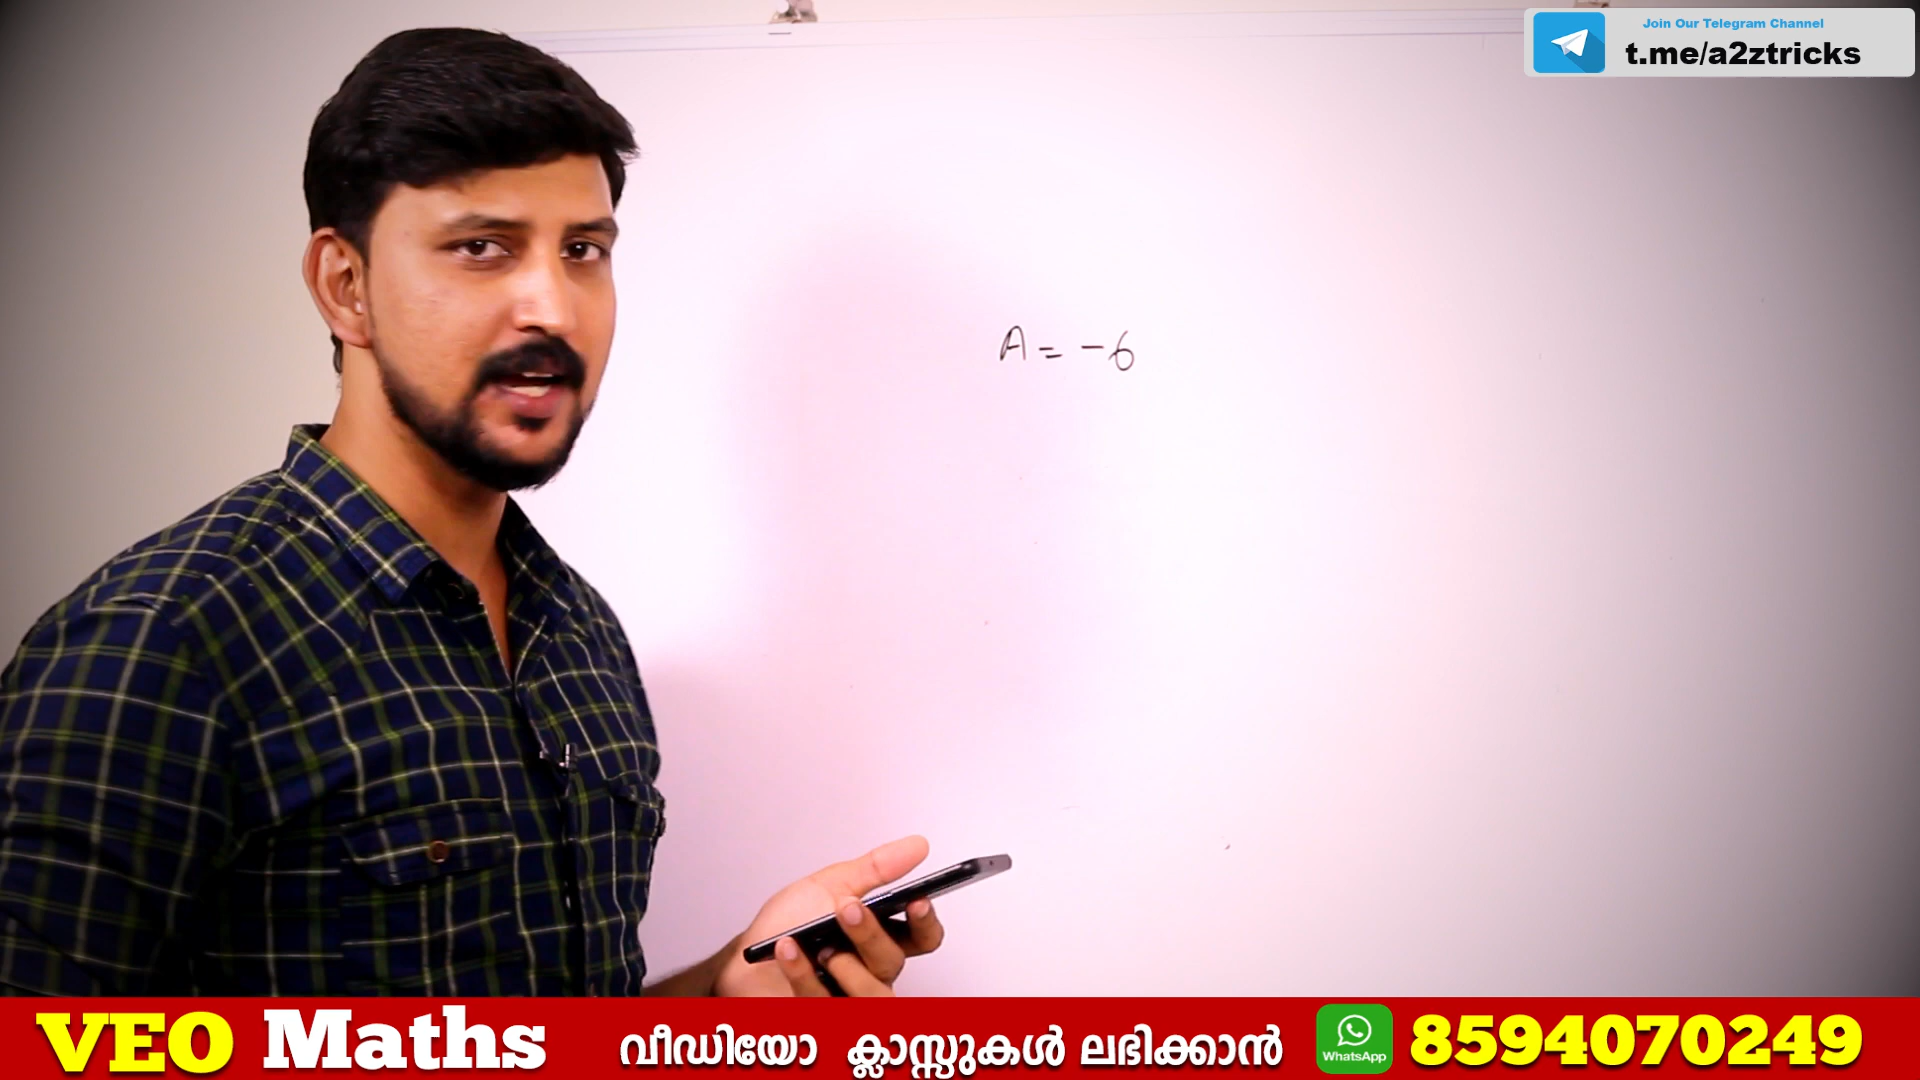 Join Our Telegram Channel
t.me/a2ztricks
A = -6
VEO Maths വീഡിയോ ക്ലാസ്സുകൾ ലഭിക്കാൻ WhatsApp 8594070249